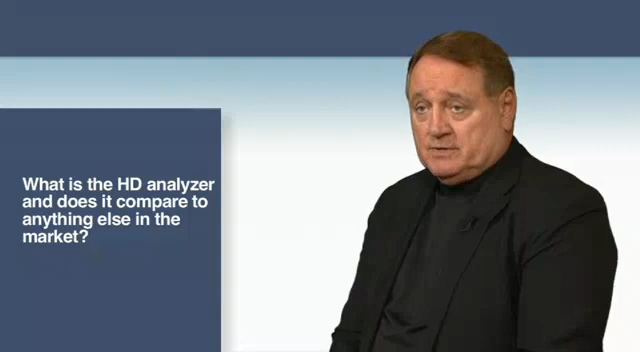 What is the HD analyzer
and does it compare to
anything else in the
market?